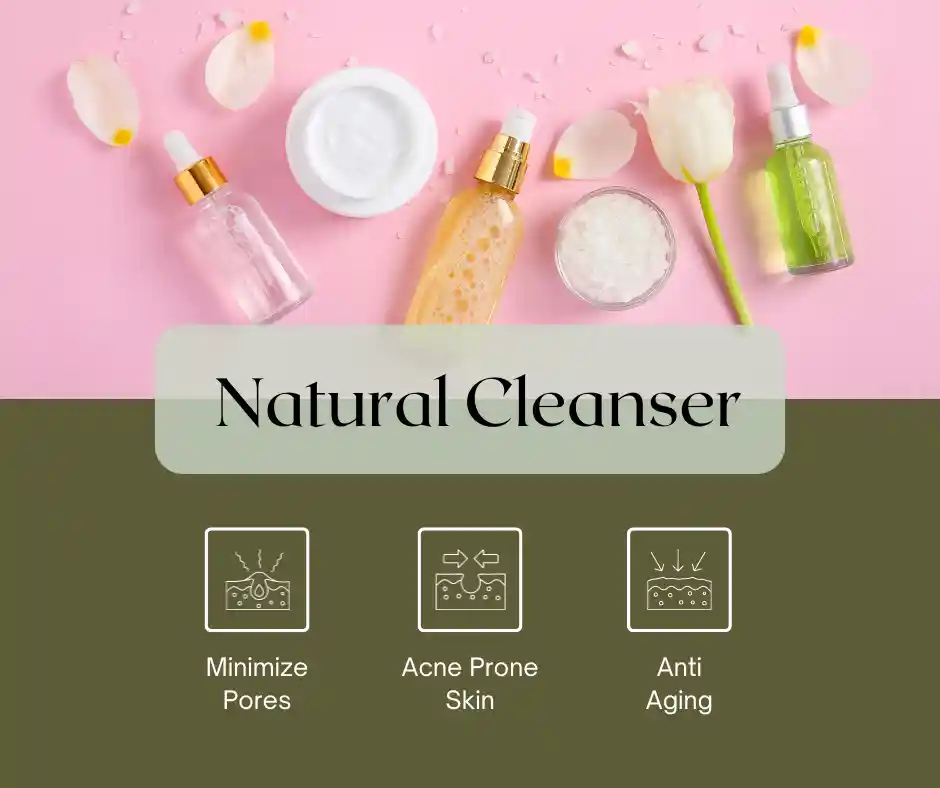 Natural Cleanser
Minimize
Pores
Acne Prone
Skin
Anti
Aging